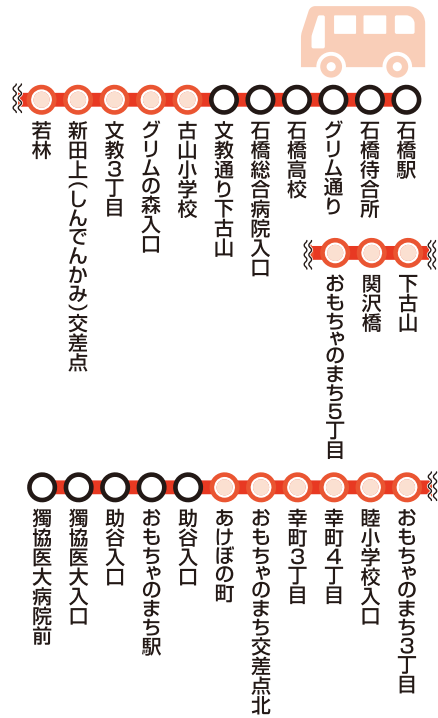 石橋駅
石橋待合所
グリム通り
石橋高校
石橋総合病院入口
文教通り下古山
古山小学校
グリムの森入口
文教3丁目
新田上(しんでんかみ)交差点
若林
下古山
関沢橋
おもちゃのまち5丁目
おもちゃのまち3丁目
睦小学校入口
幸町4丁目
幸町3丁目
おもちゃのまち交差点北
あけぼの町
助谷入口
おもちゃのまち駅
助谷入口
獨協医大入口
獨協医大病院前